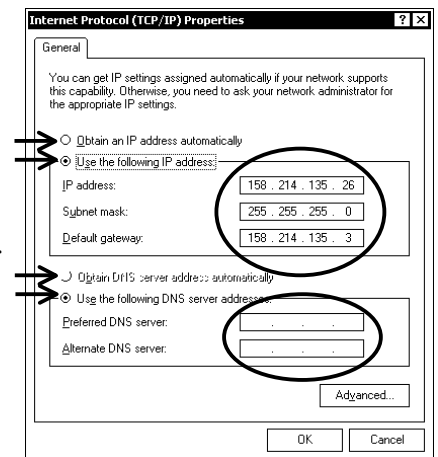 Internet Protocol (TCP/IP) Properties
General
You can get IP settings assigned automatically if your network supports
this capability. Otherwise, you need to ask your network administrator for
the appropriate IP settings.
Obtain an IP address automatically
Use the following IP address:
IP address: 158 . 214 . 135 . 26
Subnet mask: 255 . 255 . 255 . 0
Default gateway: 158 . 214 . 135 . 3
Obtain DNS server address automatically
Use the following DNS server addresses:
Preferred DNS server: . . .
Alternate DNS server: . . .
Advanced...
OK Cancel